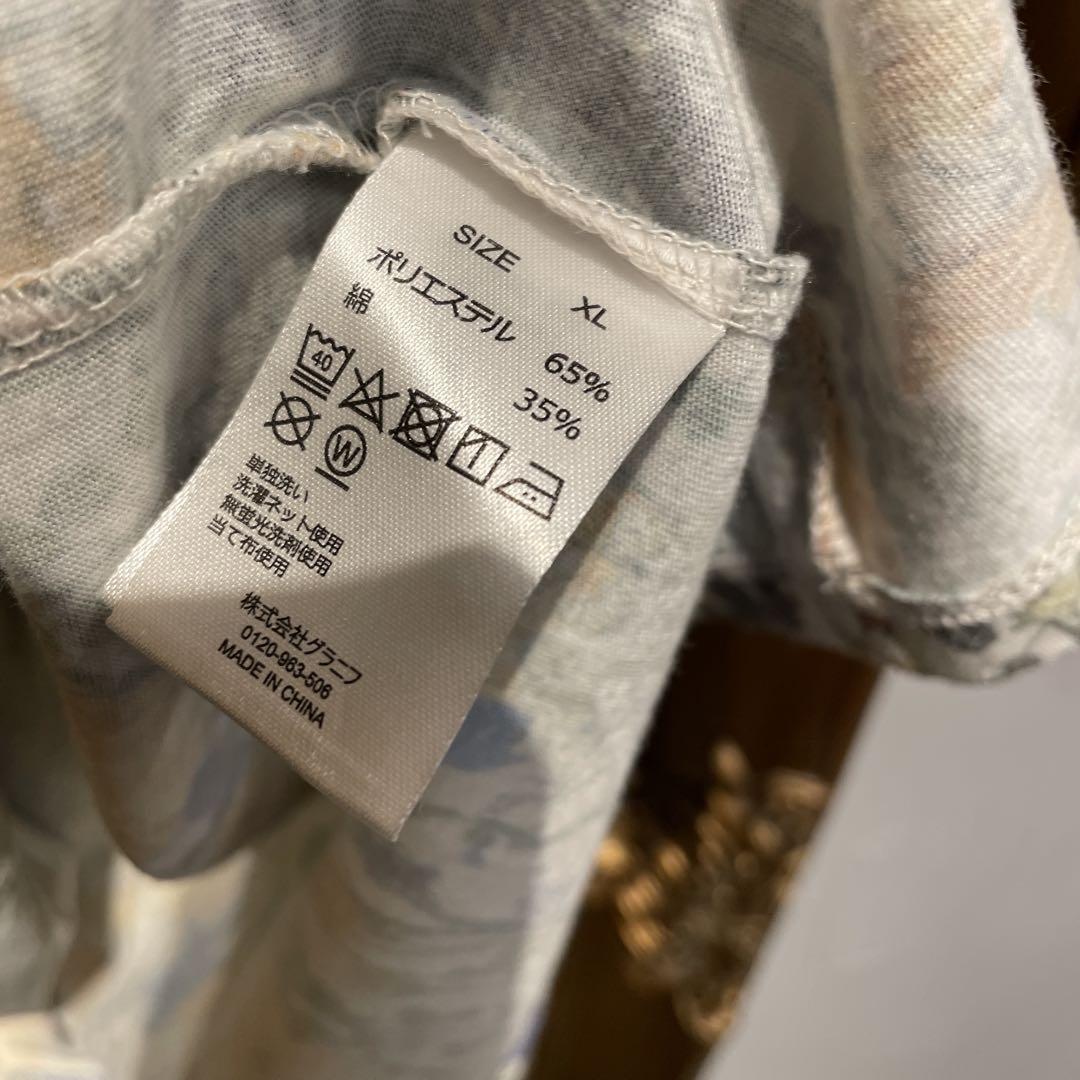 SIZE XL
ポリエステル 65%
綿 35%
40
W
単独洗い
洗濯ネット使用
無蛍光洗剤使用
当て布使用
株式会社グラニフ
0120-963-506
MADE IN CHINA